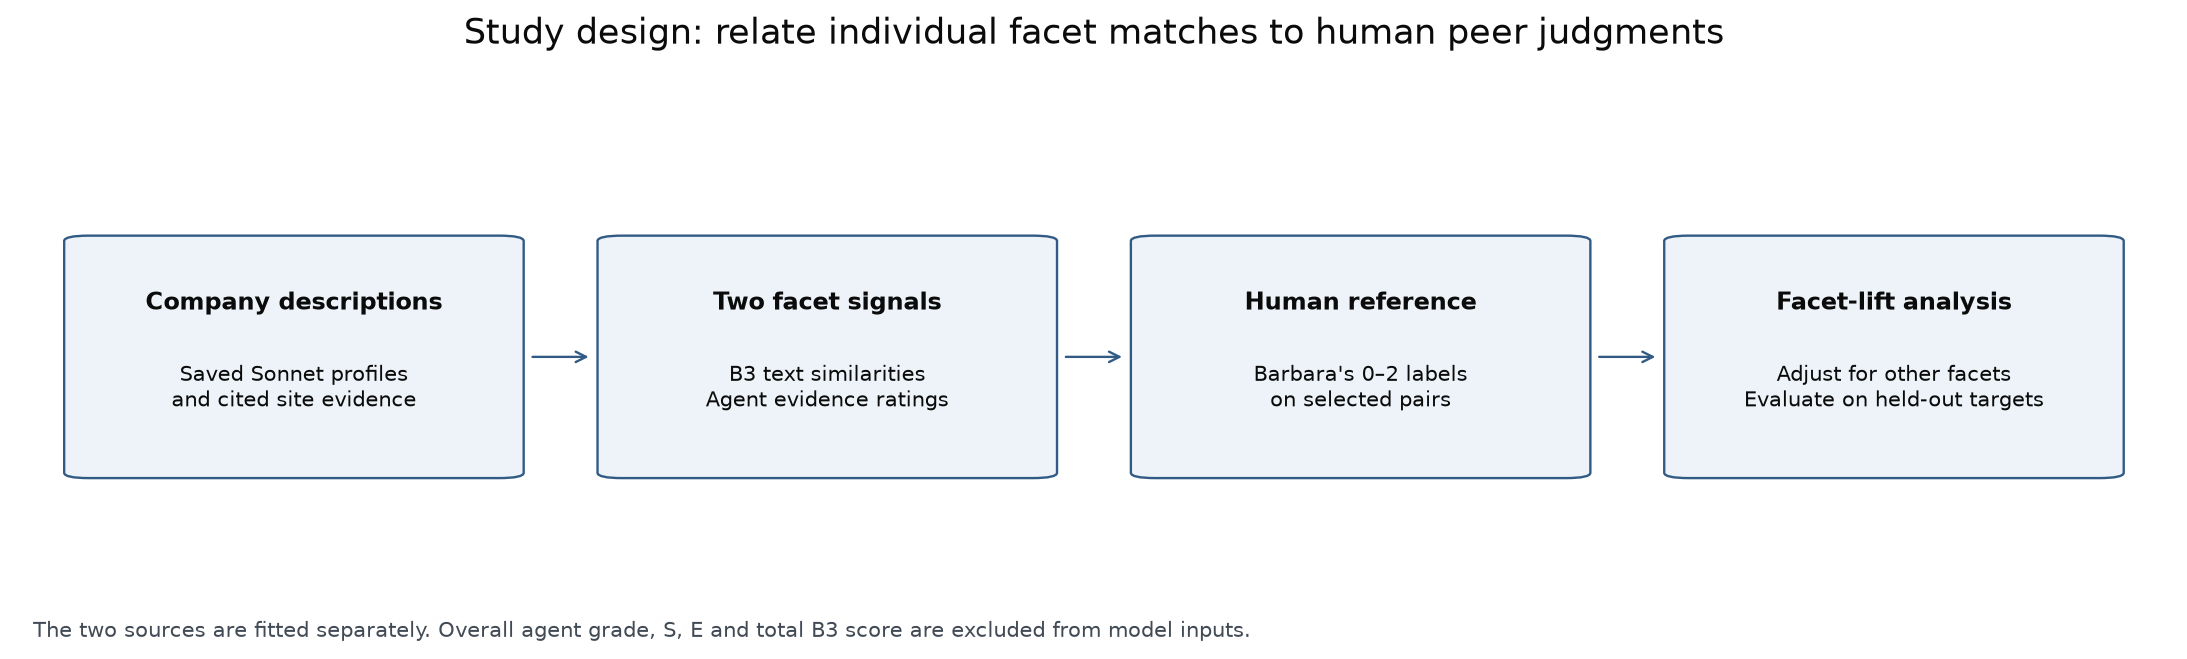 Study design: relate individual facet matches to human peer judgments
Company descriptions
Saved Sonnet profiles
and cited site evidence
Two facet signals
B3 text similarities
Agent evidence ratings
Human reference
Barbara's 0–2 labels
on selected pairs
Facet-lift analysis
Adjust for other facets
Evaluate on held-out targets
The two sources are fitted separately. Overall agent grade, S, E and total B3 score are excluded from model inputs.